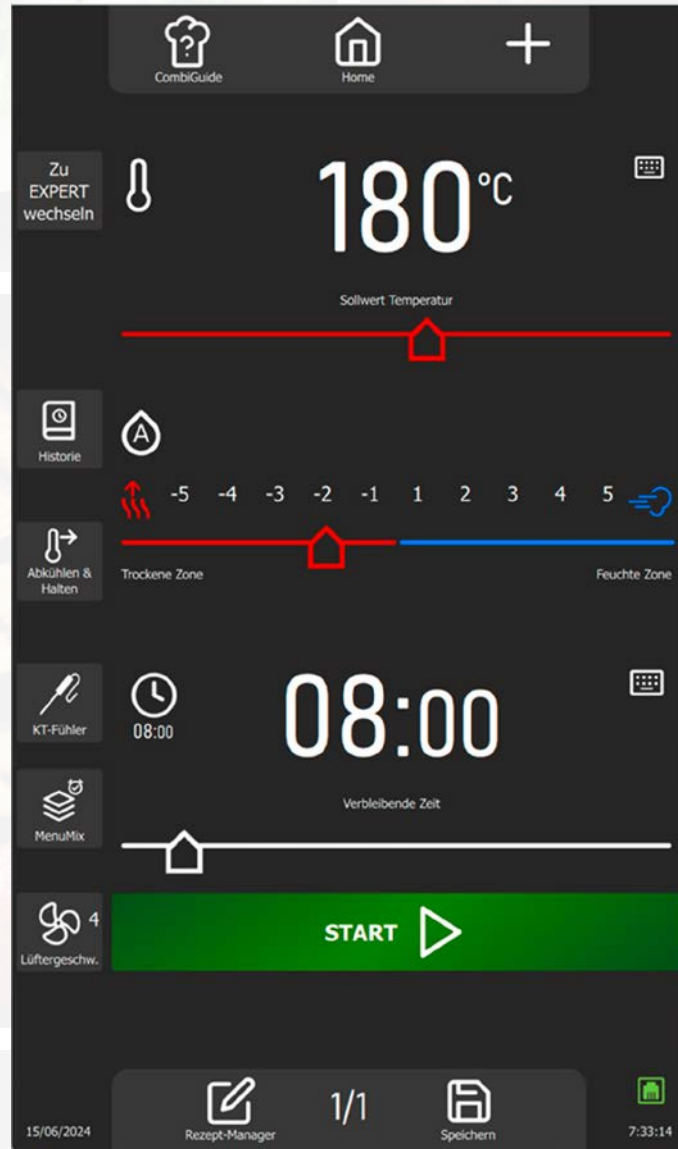 ?
CombiGuide
Home
Zu
EXPERT
wechseln
180°C
Sollwert Temperatur
Historie
A
-5 -4 -3 -2 -1 1 2 3 4 5
Abkühlen &
Halten
Trockene Zone
Feuchte Zone
KT-Fühler
08:00
08:00
Verbleibende Zeit
MenuMix
4
Lüftergeschw.
START
15/06/2024
Rezept-Manager
1/1
Speichern
7:33:14